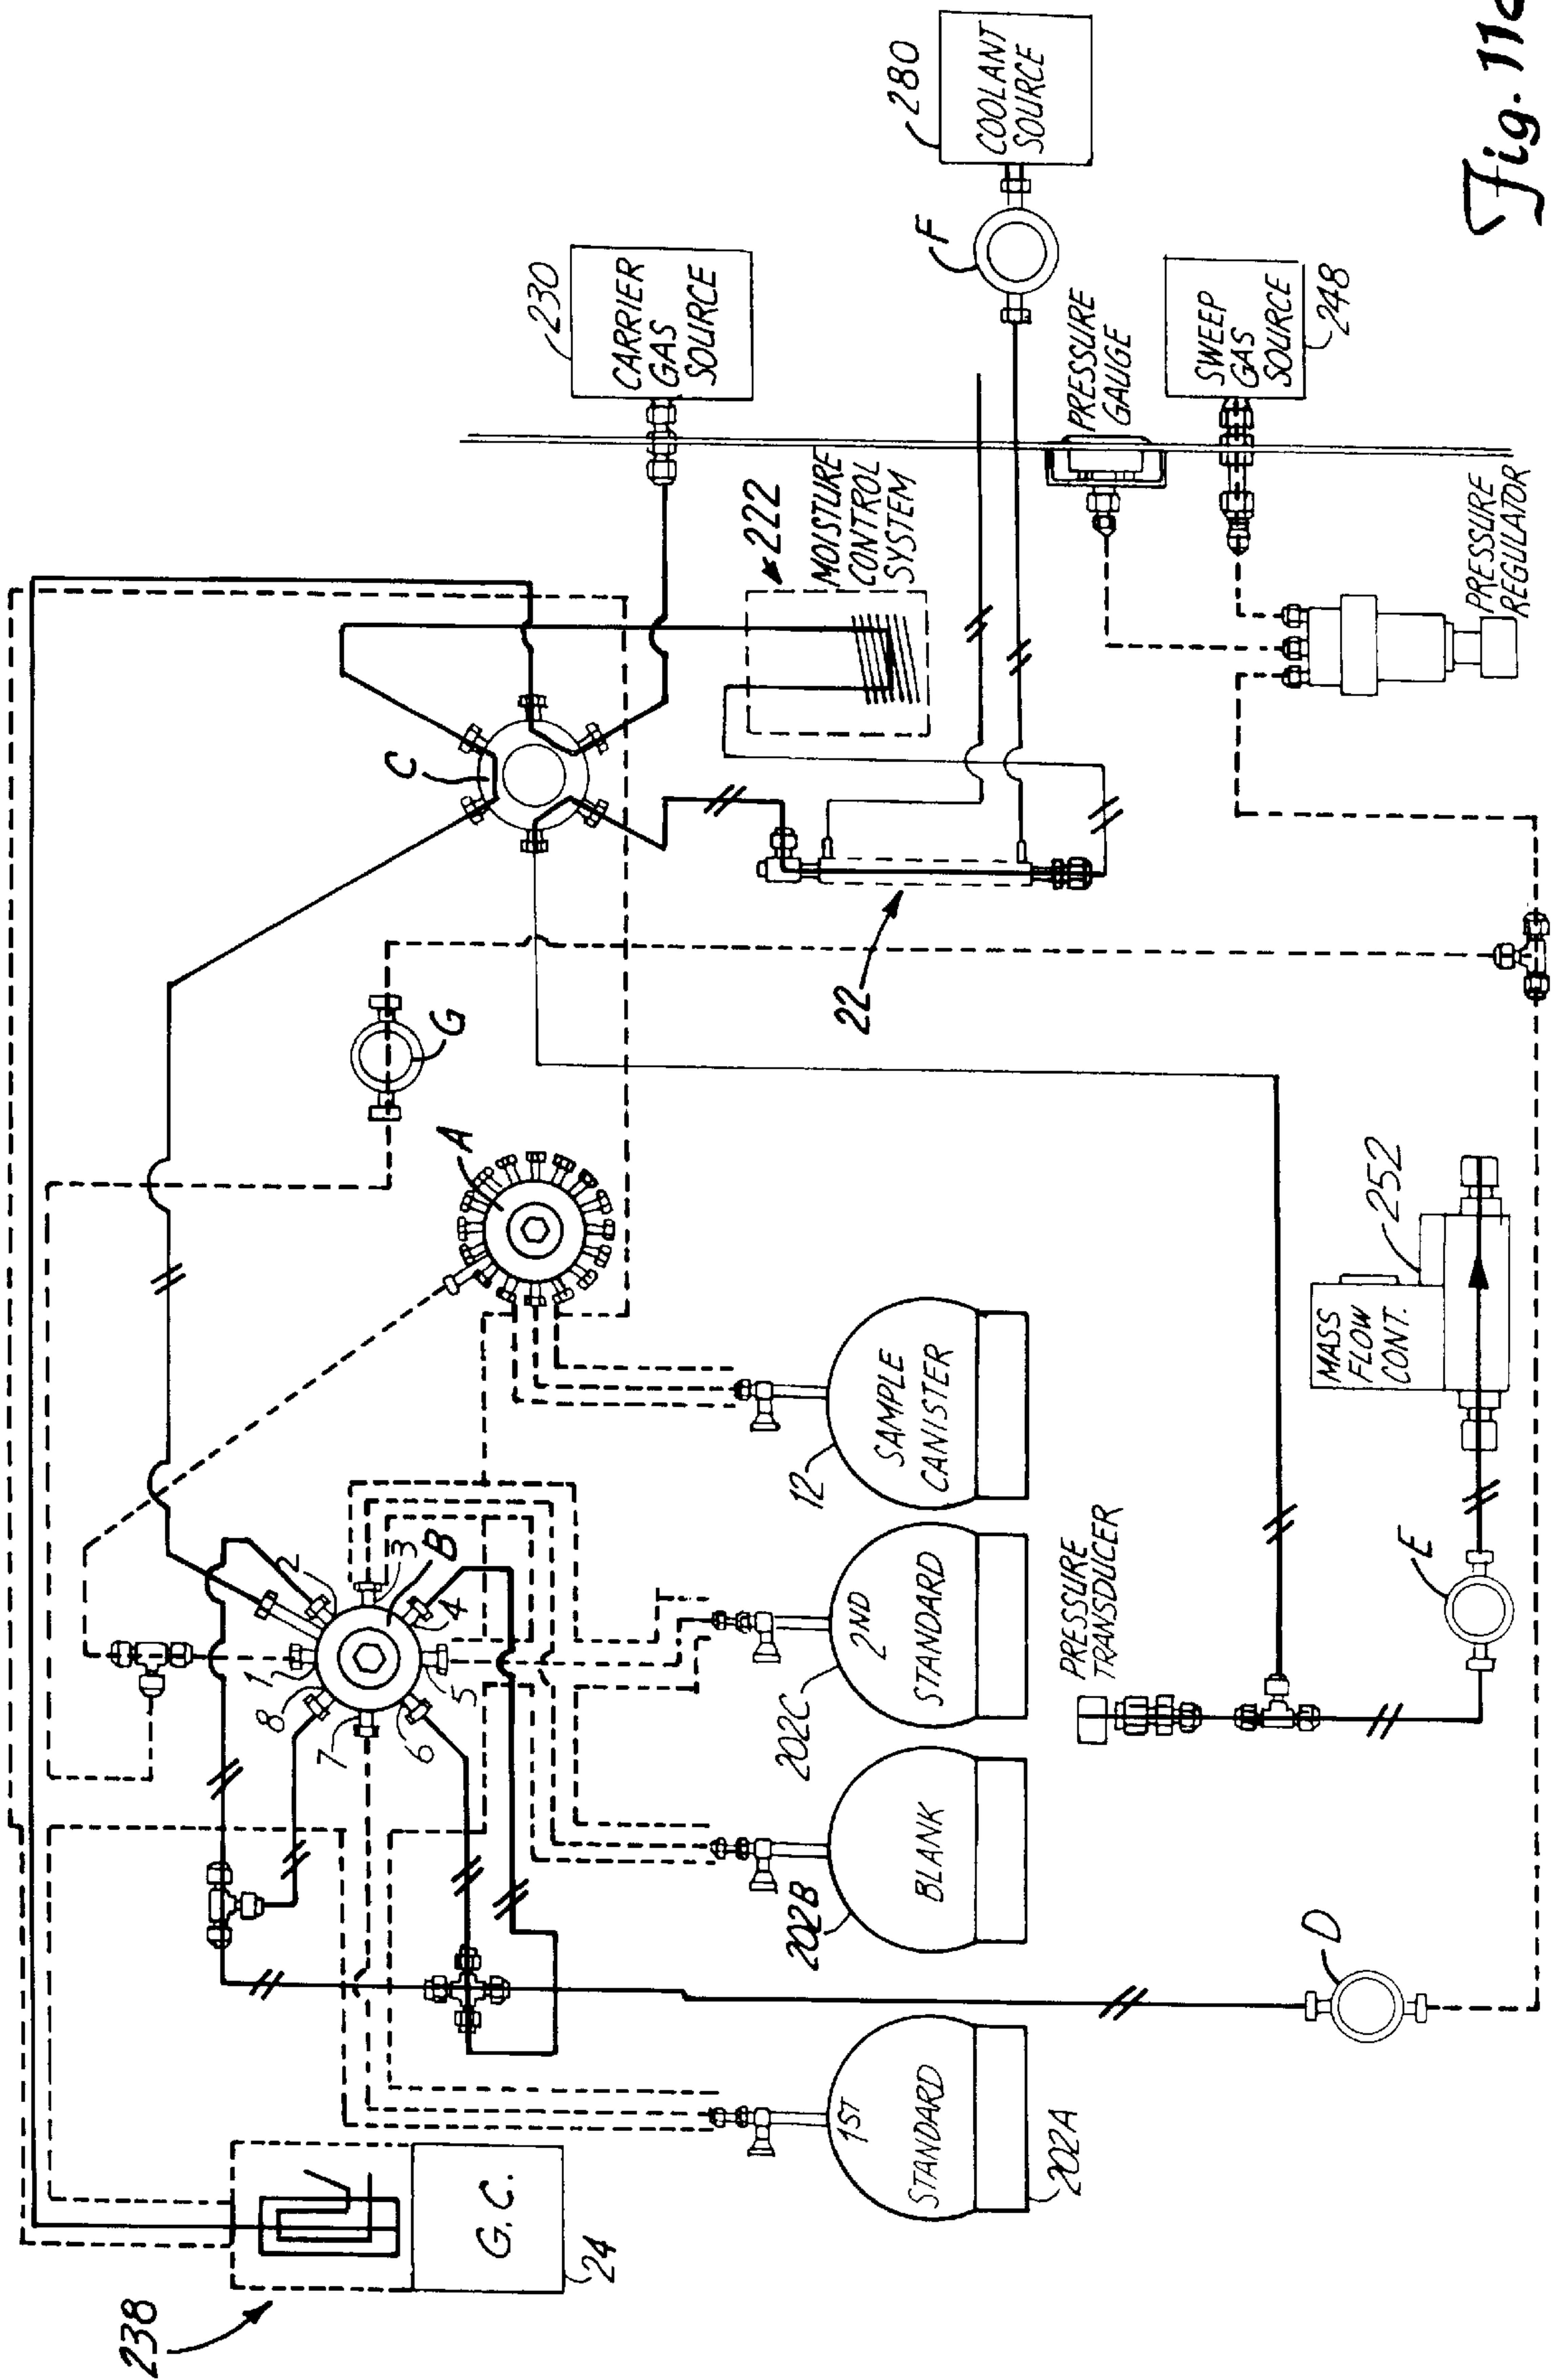 238
24
G.C.
1ST
STANDARD
202A
202B
BLANK
202C
2ND
STANDARD
12
SAMPLE
CANISTER
1
2
3
4
5
6
7
8
B
A
G
C
D
E
PRESSURE
TRANSDUCER
MASS
FLOW
CONT.
252
22
222
MOISTURE
CONTROL
SYSTEM
230
CARRIER
GAS
SOURCE
F
280
COOLANT
SOURCE
PRESSURE
GAUGE
SWEEP
GAS
SOURCE
248
PRESSURE
REGULATOR